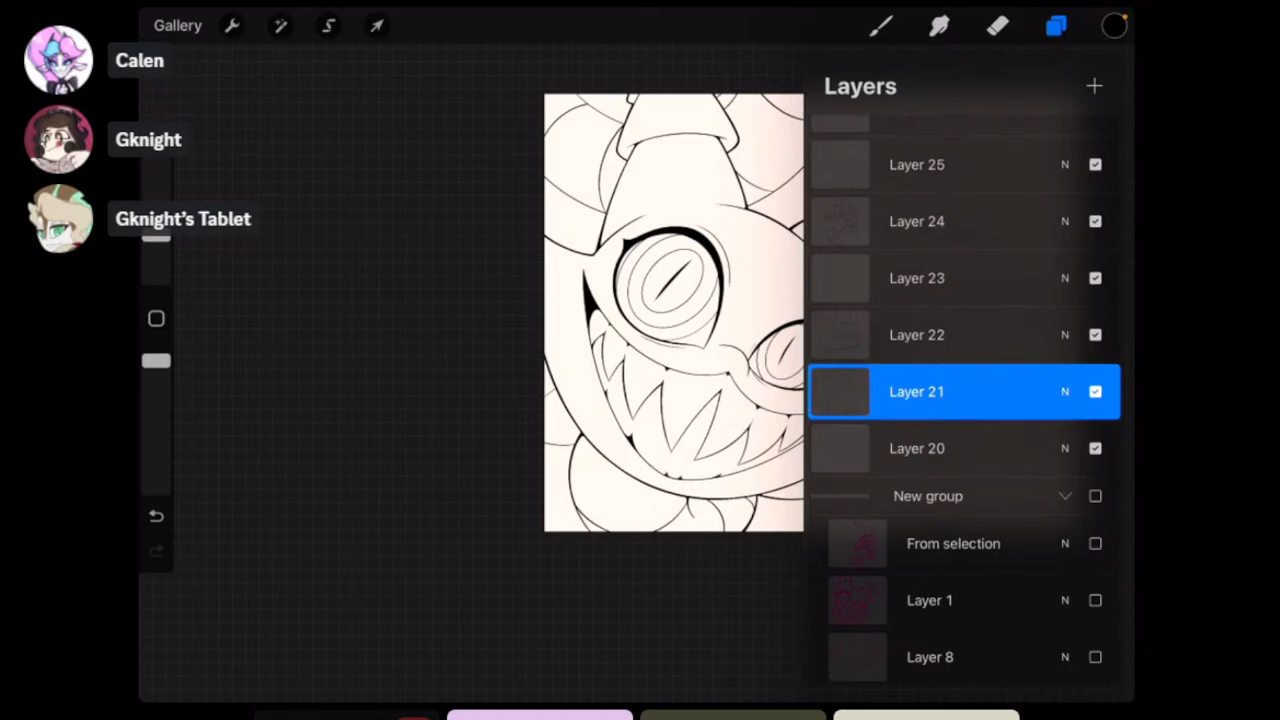 Gallery
Calen
Gknight
Gknight's Tablet
Layers
Layer 25 N
Layer 24 N
Layer 23 N
Layer 22 N
Layer 21 N
Layer 20 N
New group
From selection N
Layer 1 N
Layer 8 N